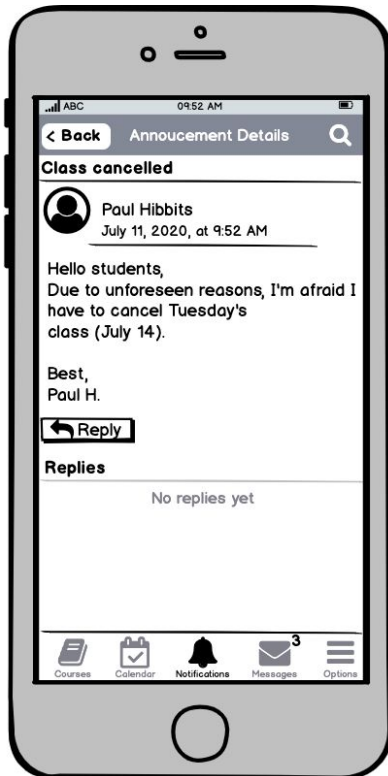 ABC 09:52 AM
< Back Annoucement Details
Class cancelled
Paul Hibbits
July 11, 2020, at 9:52 AM
Hello students,
Due to unforeseen reasons, I'm afraid I
have to cancel Tuesday's
class (July 14).
Best,
Paul H.
Reply
Replies
No replies yet
3
Courses Calendar Notifications Messages Options